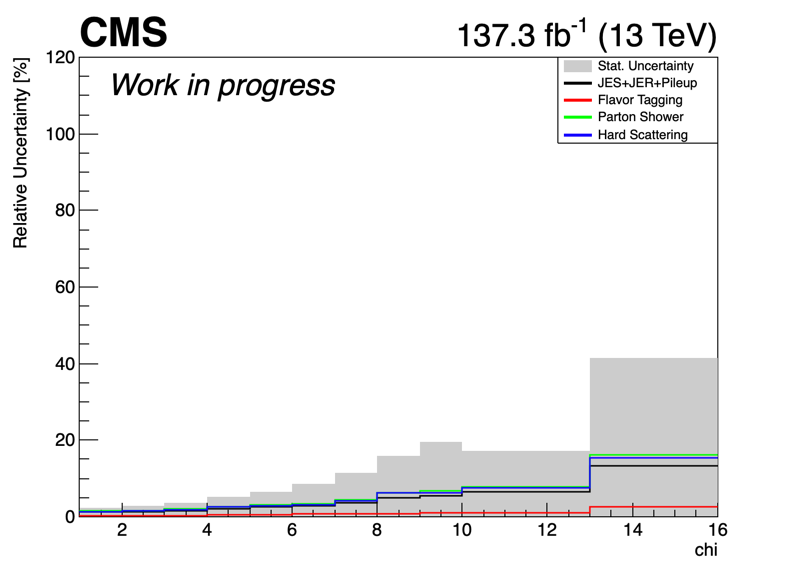 CMS
137.3 fb-1 (13 TeV)
Relative Uncertainty [%]
120
100
80
60
40
20
0
Work in progress
Stat. Uncertainty
JES+JER+Pileup
Flavor Tagging
Parton Shower
Hard Scattering
2 4 6 8 10 12 14 16
chi